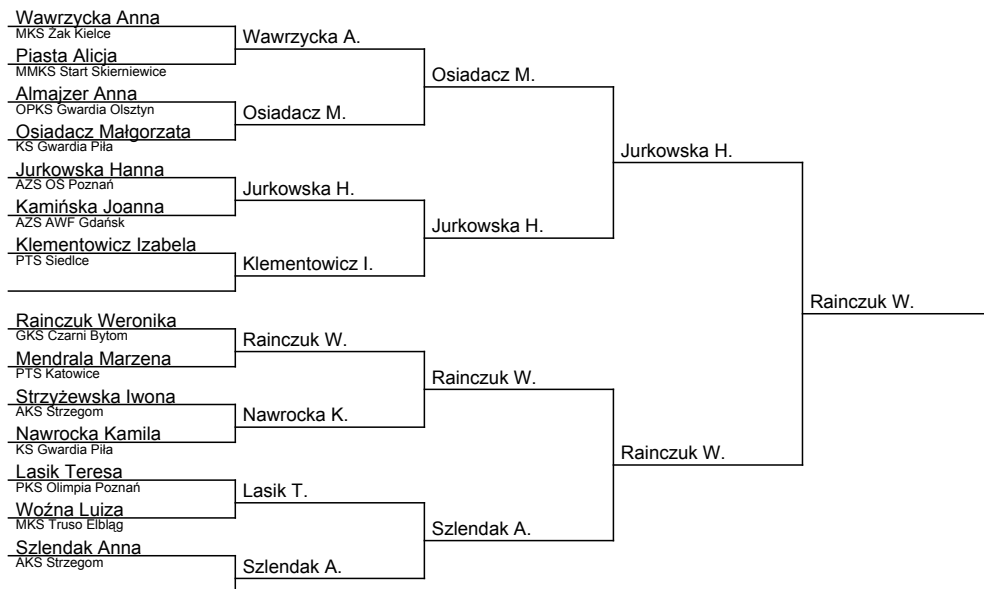 Wawrzycka Anna
MKS Żak Kielce
Wawrzycka A.
Piasta Alicja
MMKS Start Skierniewice
Osiadacz M.
Almajzer Anna
OPKS Gwardia Olsztyn
Osiadacz M.
Osiadacz Małgorzata
KS Gwardia Piła
Jurkowska H.
Jurkowska Hanna
AZS OŚ Poznań
Jurkowska H.
Kamińska Joanna
AZS AWF Gdańsk
Jurkowska H.
Klementowicz Izabela
PTS Siedlce
Klementowicz I.
Rainczuk W.
Rainczuk Weronika
GKS Czarni Bytom
Rainczuk W.
Mendrala Marzena
PTS Katowice
Rainczuk W.
Strzyżewska Iwona
AKS Strzegom
Nawrocka K.
Nawrocka Kamila
KS Gwardia Piła
Rainczuk W.
Lasik Teresa
PKS Olimpia Poznań
Lasik T.
Woźna Luiza
MKS Truso Elbląg
Szlendak A.
Szlendak Anna
AKS Strzegom
Szlendak A.